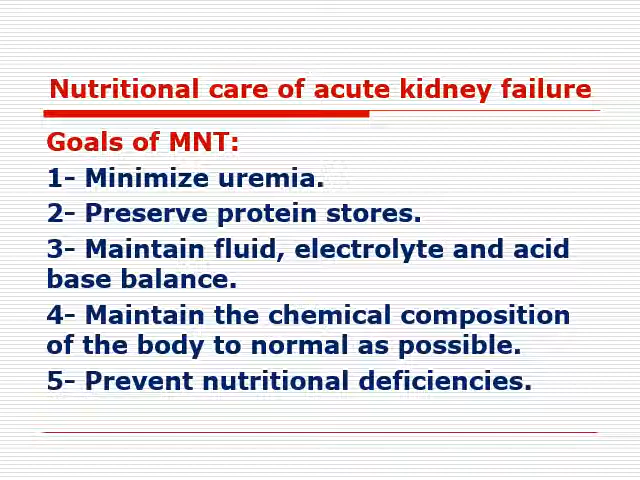 Nutritional care of acute kidney failure
Goals of MNT:
1- Minimize uremia.
2- Preserve protein stores.
3- Maintain fluid, electrolyte and acid
base balance.
4- Maintain the chemical composition
of the body to normal as possible.
5- Prevent nutritional deficiencies.